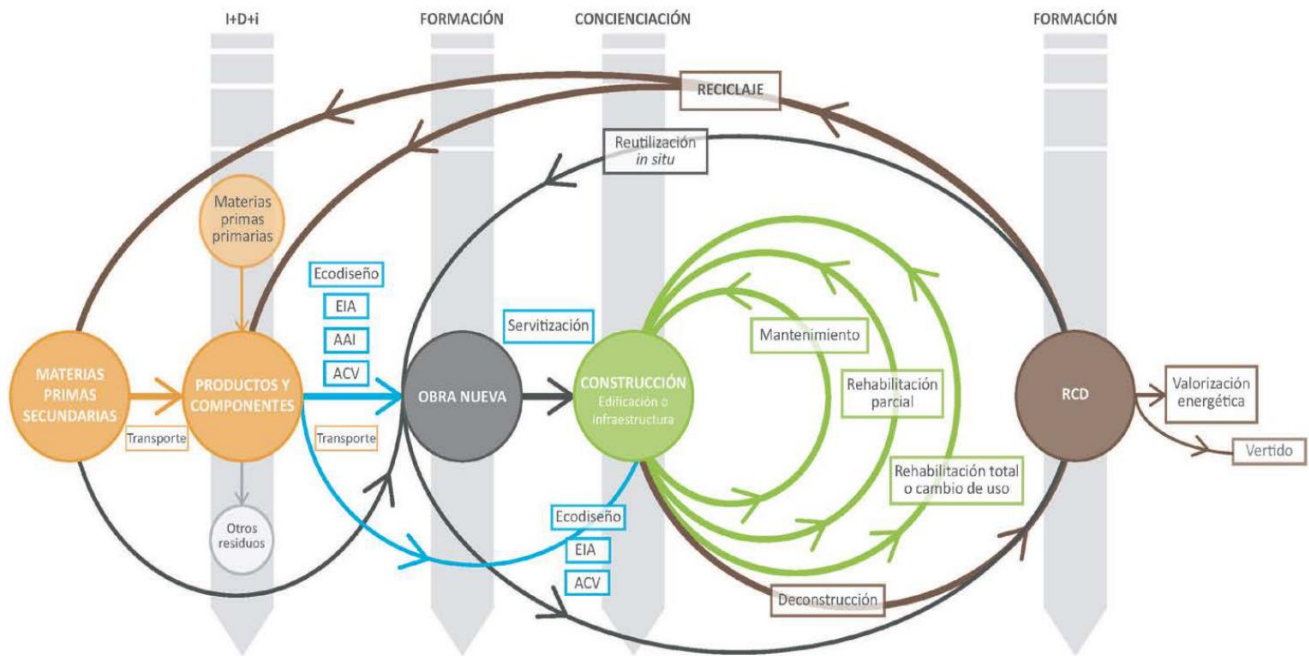 I+D+i
FORMACIÓN
CONCIENCIACIÓN
FORMACIÓN
RECICLAJE
Reutilización
in situ
Materias
primas
primarias
Ecodiseño
EIA
AAI
ACV
Servitización
Mantenimiento
MATERIAS
PRIMAS
SECUNDARIAS
PRODUCTOS Y
COMPONENTES
OBRA NUEVA
CONSTRUCCIÓN
Edificación o
infraestructura
Rehabilitación
parcial
RCD
Valorización
energética
Transporte
Transporte
Vertido
Rehabilitación total
o cambio de uso
Otros
residuos
Ecodiseño
EIA
ACV
Deconstrucción